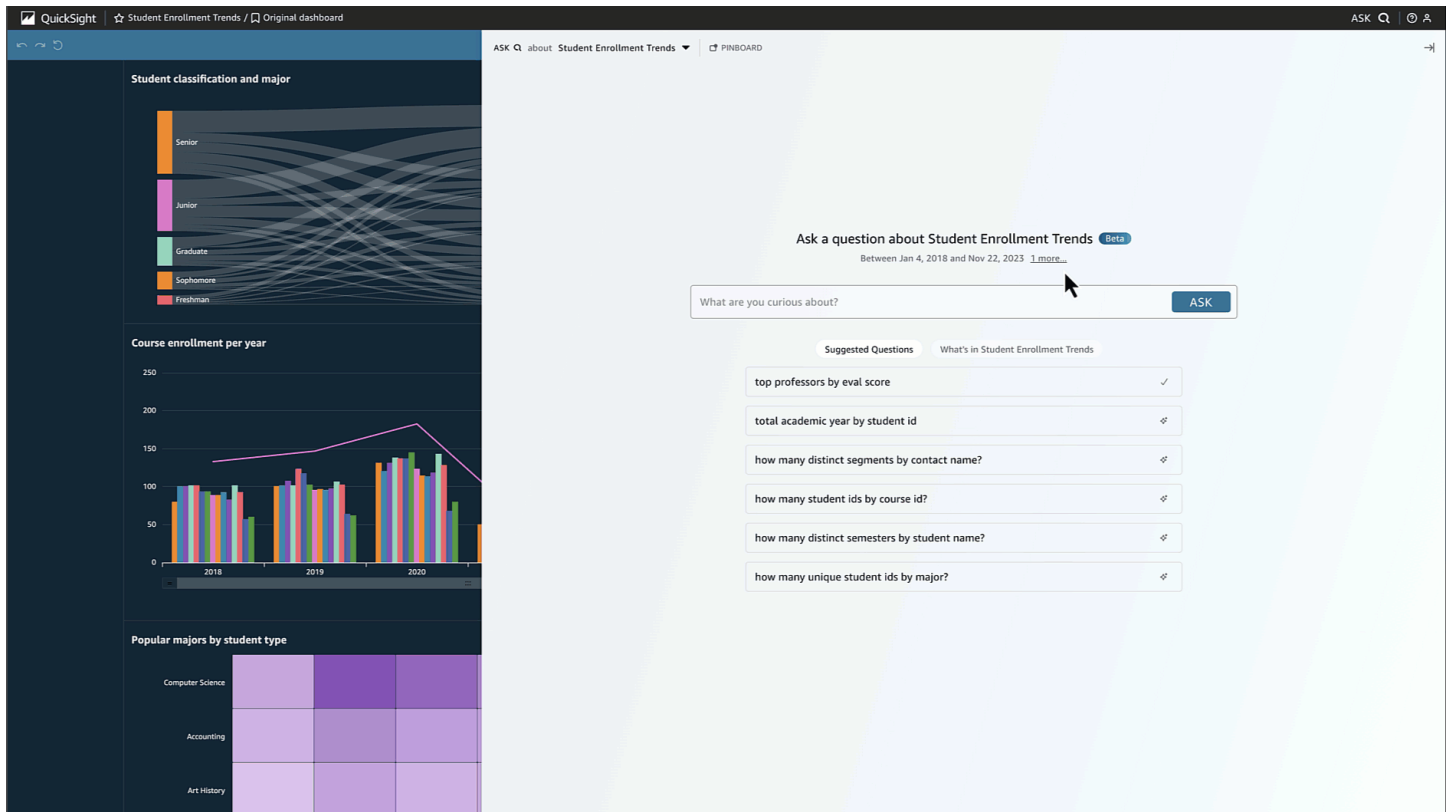 QuickSight
Student Enrollment Trends / Original dashboard
ASK Q
ASK Q about Student Enrollment Trends
PINBOARD
Student classification and major
Senior
Junior
Graduate
Sophomore
Freshman
Course enrollment per year
250
200
150
100
50
0
2018
2019
2020
Popular majors by student type
Computer Science
Accounting
Art History
Ask a question about Student Enrollment Trends Beta
Between Jan 4, 2018 and Nov 22, 2023 1 more...
What are you curious about?
ASK
Suggested Questions
What's in Student Enrollment Trends
top professors by eval score
total academic year by student id
how many distinct segments by contact name?
how many student ids by course id?
how many distinct semesters by student name?
how many unique student ids by major?